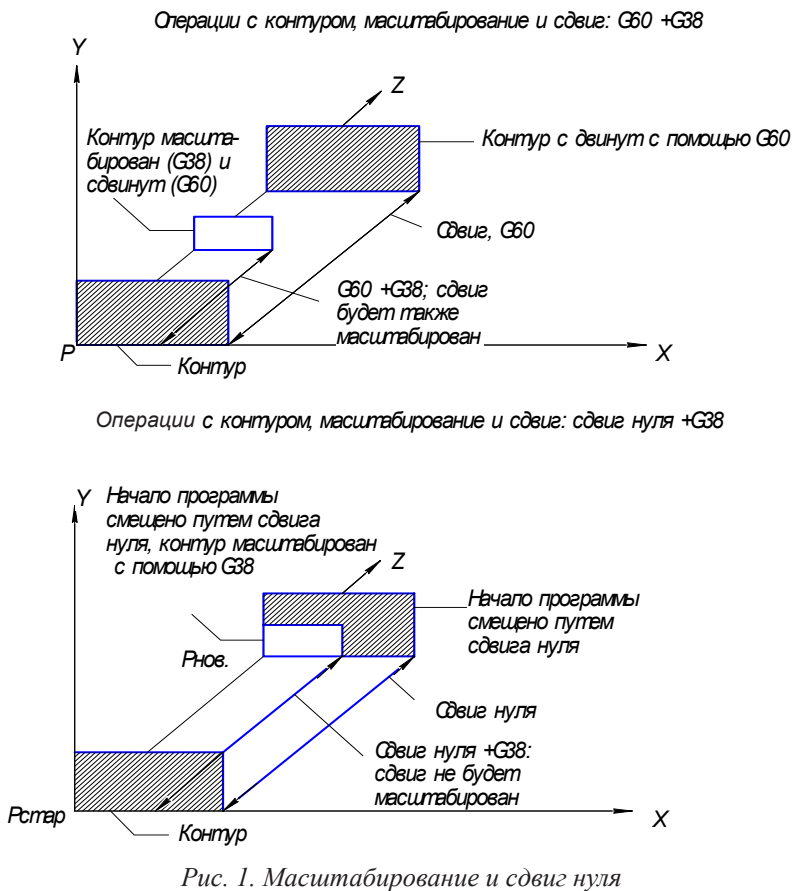 Операции с контуром, масштабирование и сдвиг: G60 +G38
Y
Z
Контур масшта-
бирован (G38) и
сдвинут (G60)
Контур с двинут с помощью G60
Сдвиг, G60
G60 +G38; сдвиг
будет также
масштабирован
P
Контур
X
Операции с контуром, масштабирование и сдвиг: сдвиг нуля +G38
Y
Начало программы
смещено путем сдвига
нуля, контур масштабирован
с помощью G38
Z
Начало программы
смещено путем
сдвига нуля
Pнов.
Сдвиг нуля
Сдвиг нуля +G38:
сдвиг не будет
масштабирован
Pстар
Контур
X
Рис. 1. Масштабирование и сдвиг нуля